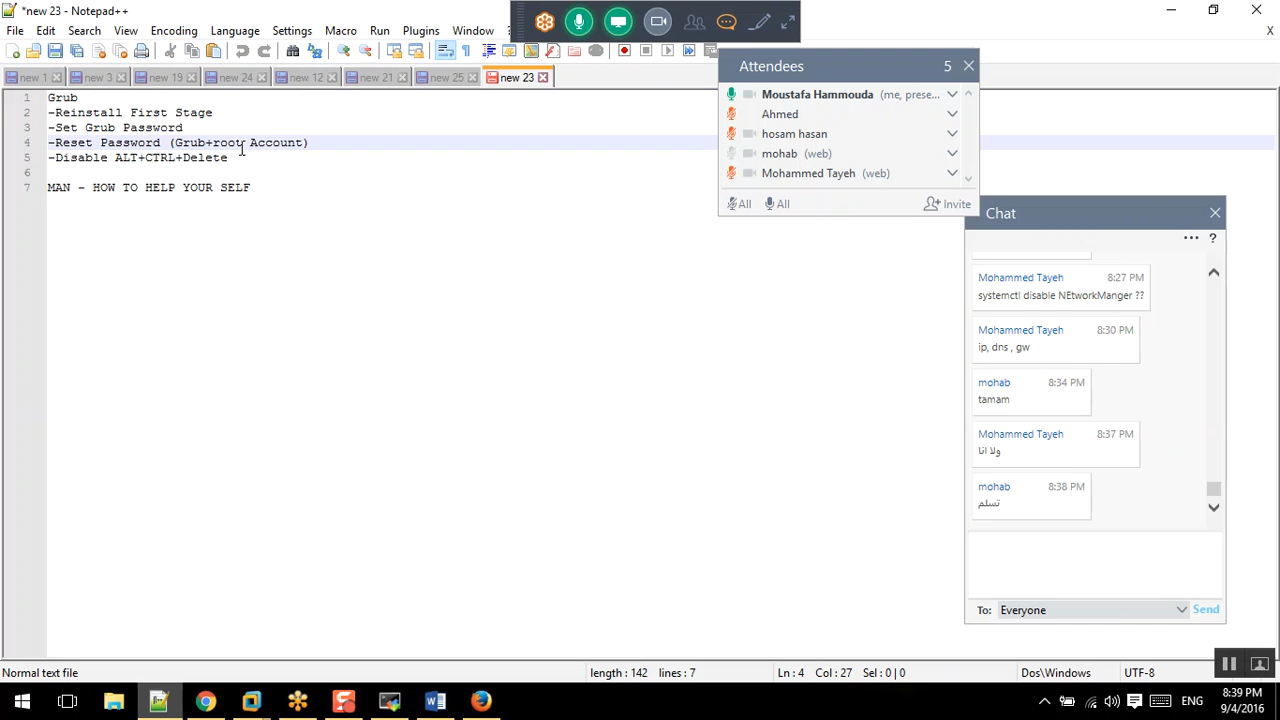 *new 23 - Notepad++
File Edit Search View Encoding Language Settings Macro Run Plugins Window
X
new 1 new 3 new 19 new 24 new 12 new 21 new 25 new 23
1 Grub
2 -Reinstall First Stage
3 -Set Grub Password
4 -Reset Password (Grub+root Account)
5 -Disable ALT+CTRL+Delete
6
7 MAN - HOW TO HELP YOUR SELF
Attendees 5
Moustafa Hammouda (me, prese...
Ahmed
hosam hasan
mohab (web)
Mohammed Tayeh (web)
All All Invite
Chat
... ?
Mohammed Tayeh 8:27 PM
systemctl disable NEtworkManger ??
Mohammed Tayeh 8:30 PM
ip, dns , gw
mohab 8:34 PM
tamam
Mohammed Tayeh 8:37 PM
ولا انا
mohab 8:38 PM
تسلم
To: Everyone Send
Normal text file length : 142 lines : 7 Ln : 4 Col : 27 Sel : 0 | 0 Dos\Windows UTF-8
ENG
8:39 PM
9/4/2016